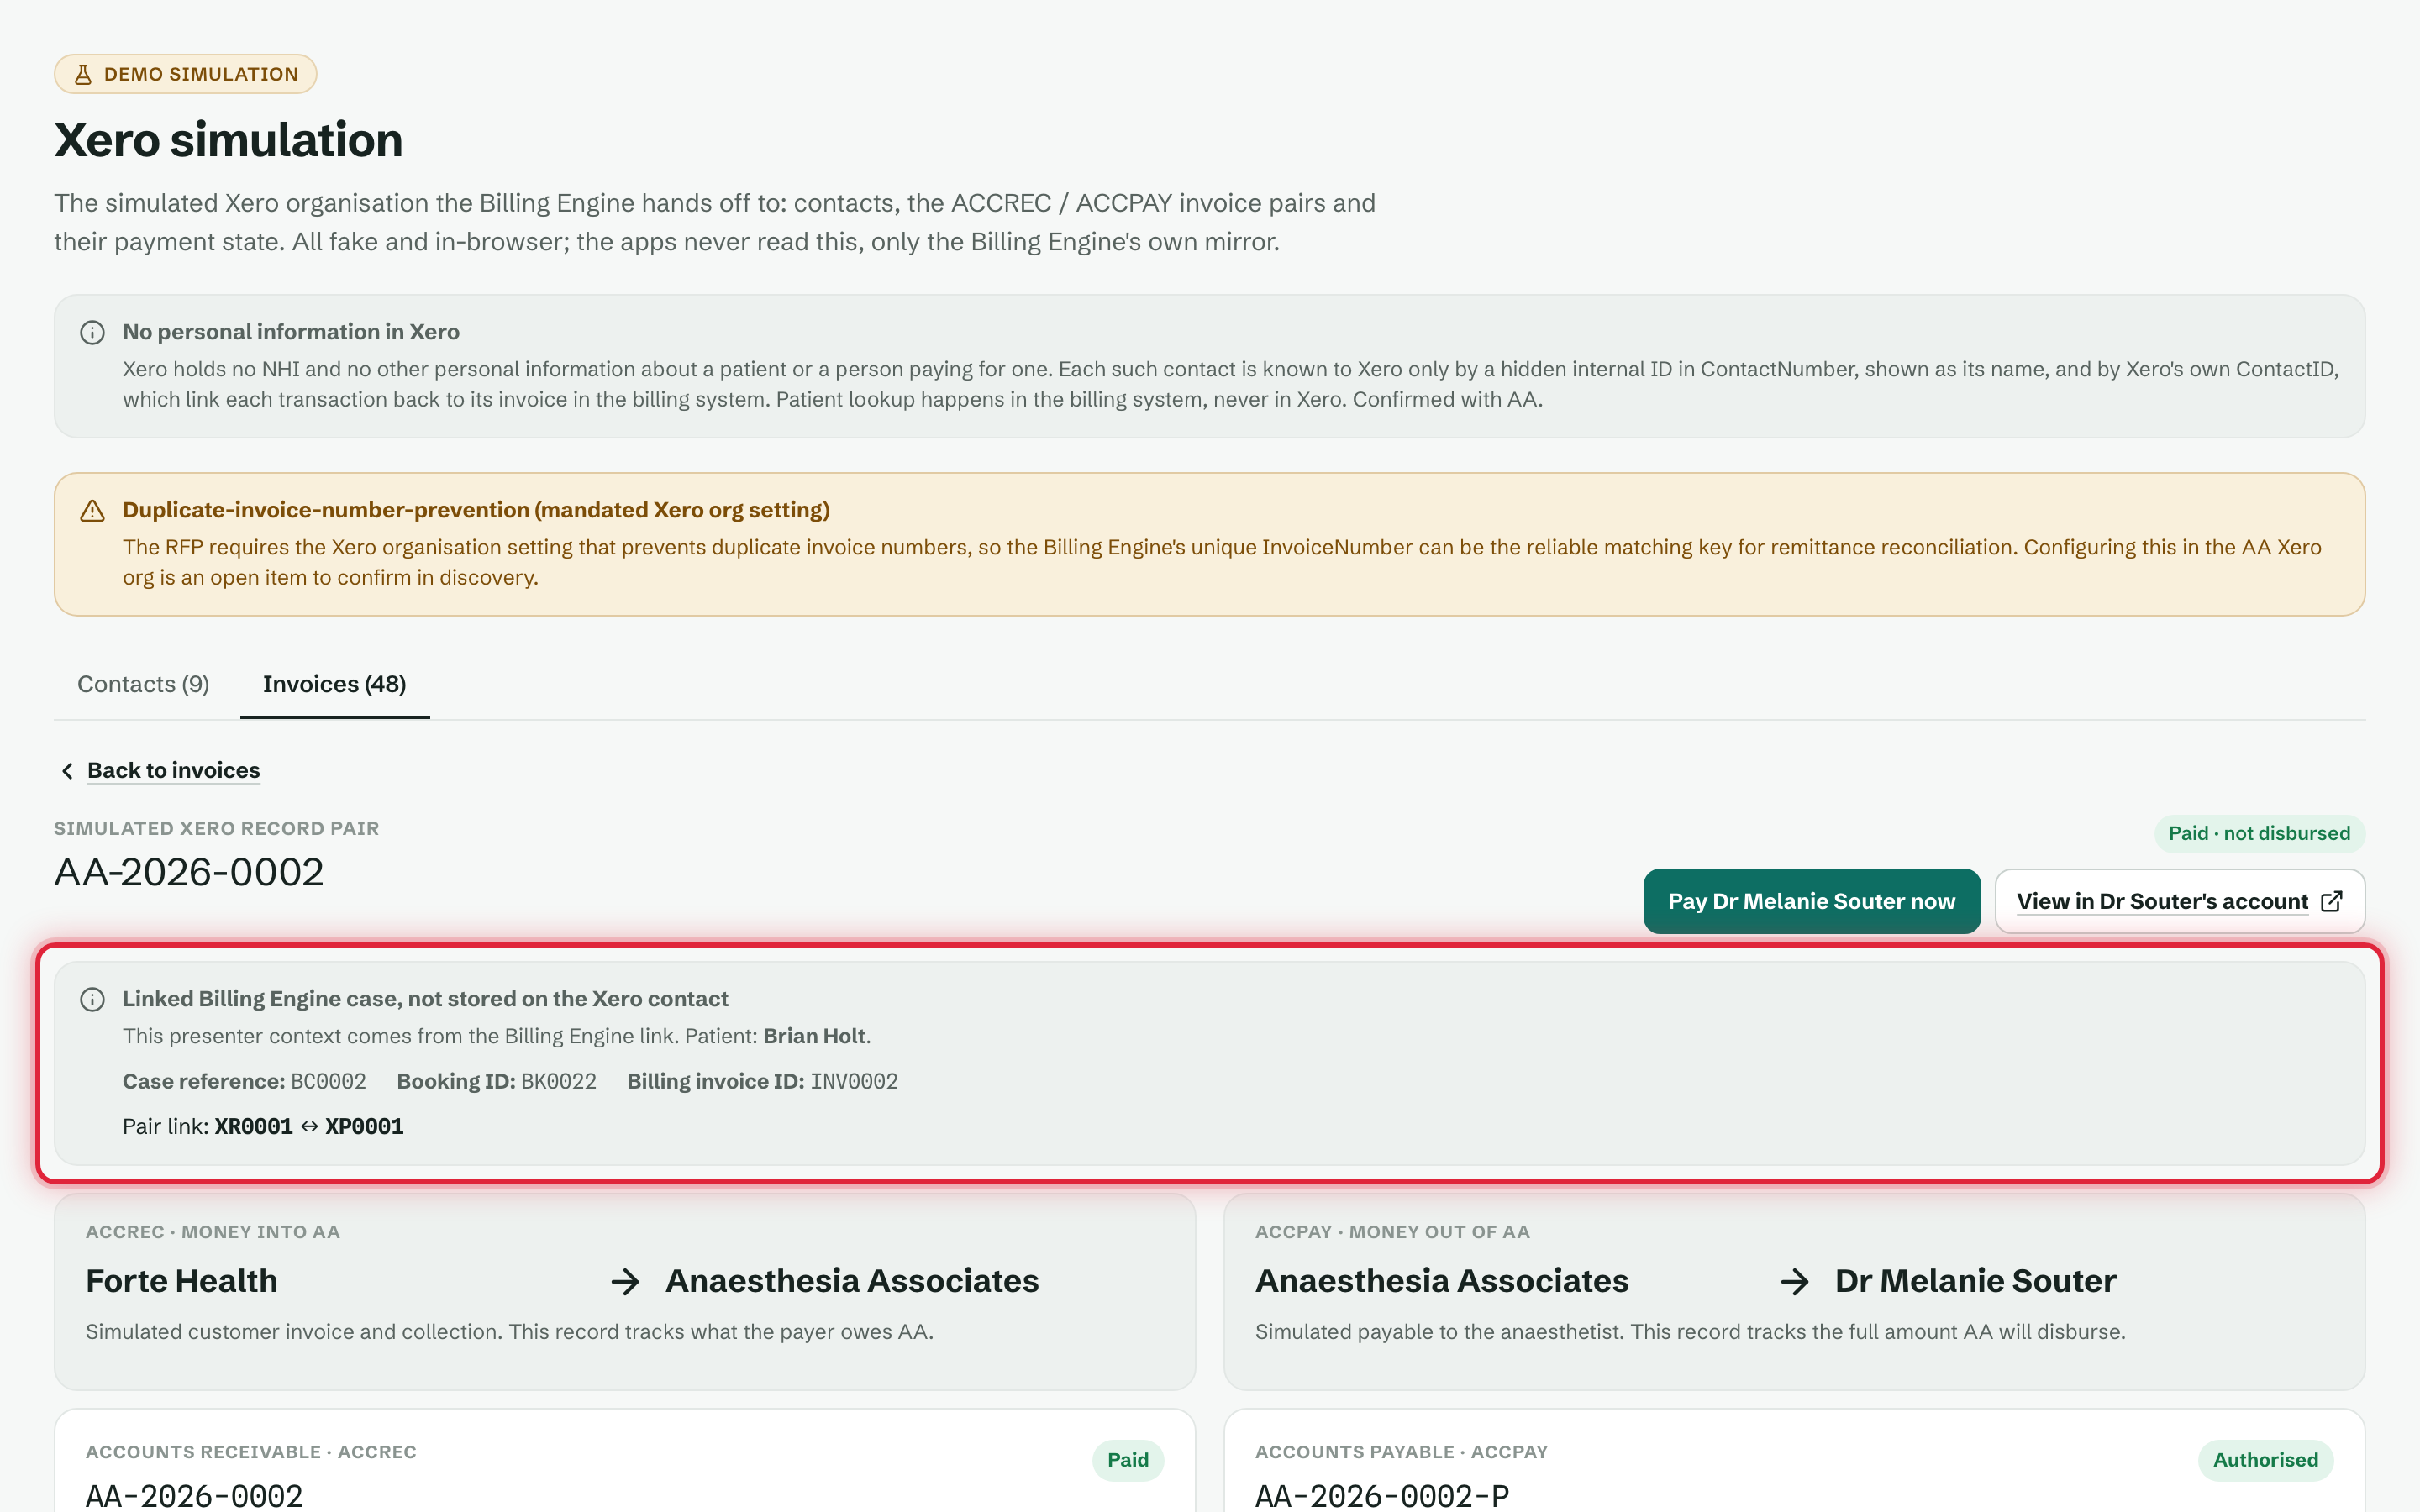 DEMO SIMULATION
Xero simulation
The simulated Xero organisation the Billing Engine hands off to: contacts, the ACCREC / ACCPAY invoice pairs and
their payment state. All fake and in-browser; the apps never read this, only the Billing Engine's own mirror.
No personal information in Xero
Xero holds no NHI and no other personal information about a patient or a person paying for one. Each such contact is known to Xero only by a hidden internal ID in ContactNumber, shown as its name, and by Xero's own ContactID,
which link each transaction back to its invoice in the billing system. Patient lookup happens in the billing system, never in Xero. Confirmed with AA.
Duplicate-invoice-number-prevention (mandated Xero org setting)
The RFP requires the Xero organisation setting that prevents duplicate invoice numbers, so the Billing Engine's unique InvoiceNumber can be the reliable matching key for remittance reconciliation. Configuring this in the AA Xero
org is an open item to confirm in discovery.
Contacts (9) Invoices (48)
Back to invoices
SIMULATED XERO RECORD PAIR
Paid · not disbursed
AA-2026-0002
Pay Dr Melanie Souter now View in Dr Souter's account
Linked Billing Engine case, not stored on the Xero contact
This presenter context comes from the Billing Engine link. Patient: Brian Holt.
Case reference: BC0002 Booking ID: BK0022 Billing invoice ID: INV0002
Pair link: XR0001 ↔ XP0001
ACCREC · MONEY INTO AA
Forte Health → Anaesthesia Associates
Simulated customer invoice and collection. This record tracks what the payer owes AA.
ACCPAY · MONEY OUT OF AA
Anaesthesia Associates → Dr Melanie Souter
Simulated payable to the anaesthetist. This record tracks the full amount AA will disburse.
ACCOUNTS RECEIVABLE · ACCREC
Paid
AA-2026-0002
ACCOUNTS PAYABLE · ACCPAY
Authorised
AA-2026-0002-P